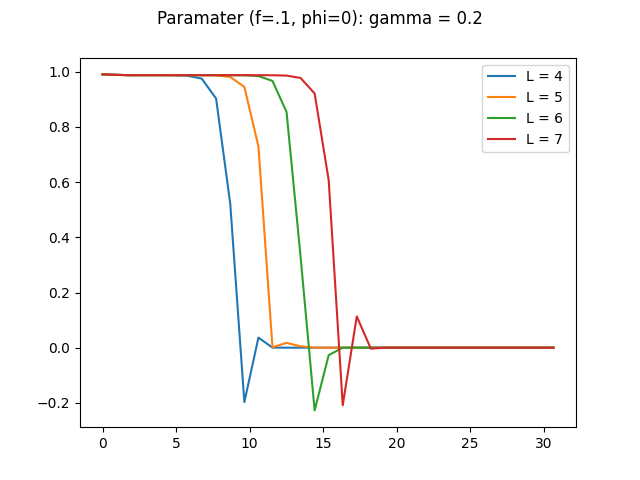 Paramater (f=.1, phi=0): gamma = 0.2
1.0
0.8
0.6
0.4
0.2
0.0
−0.2
0
5
10
15
20
25
30
L = 4
L = 5
L = 6
L = 7